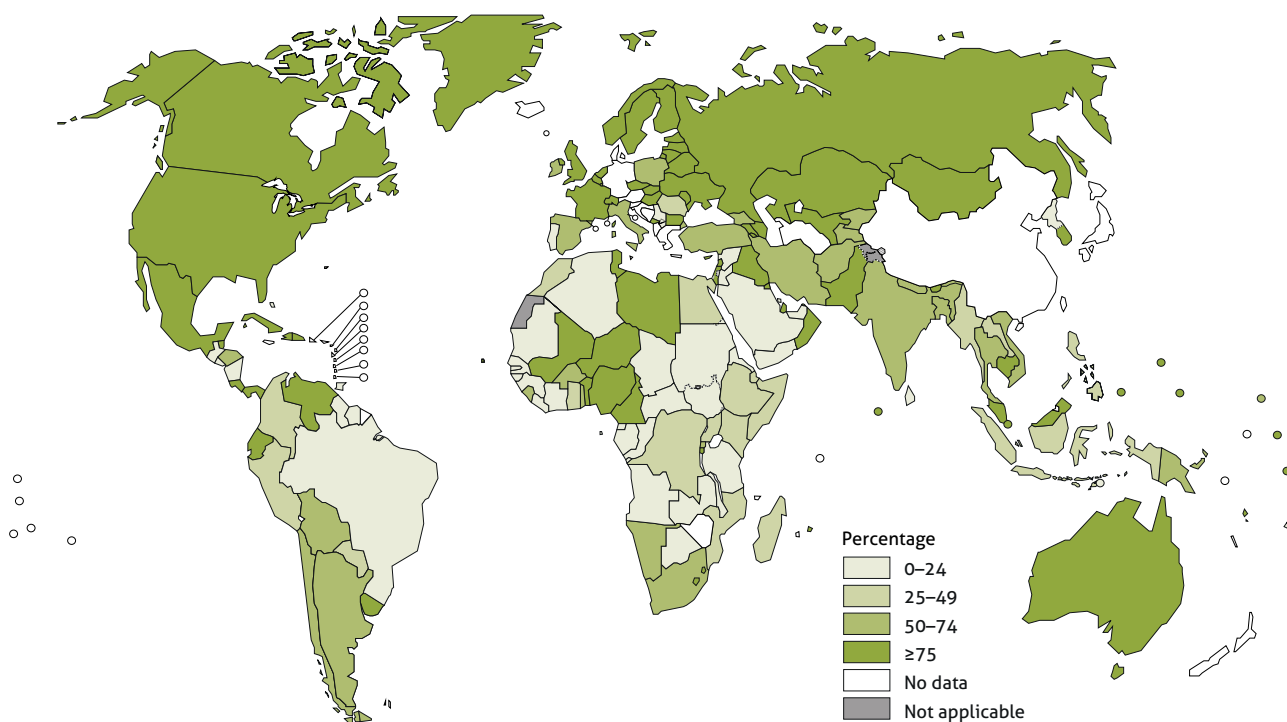 Percentage
0–24
25–49
50–74
≥75
No data
Not applicable